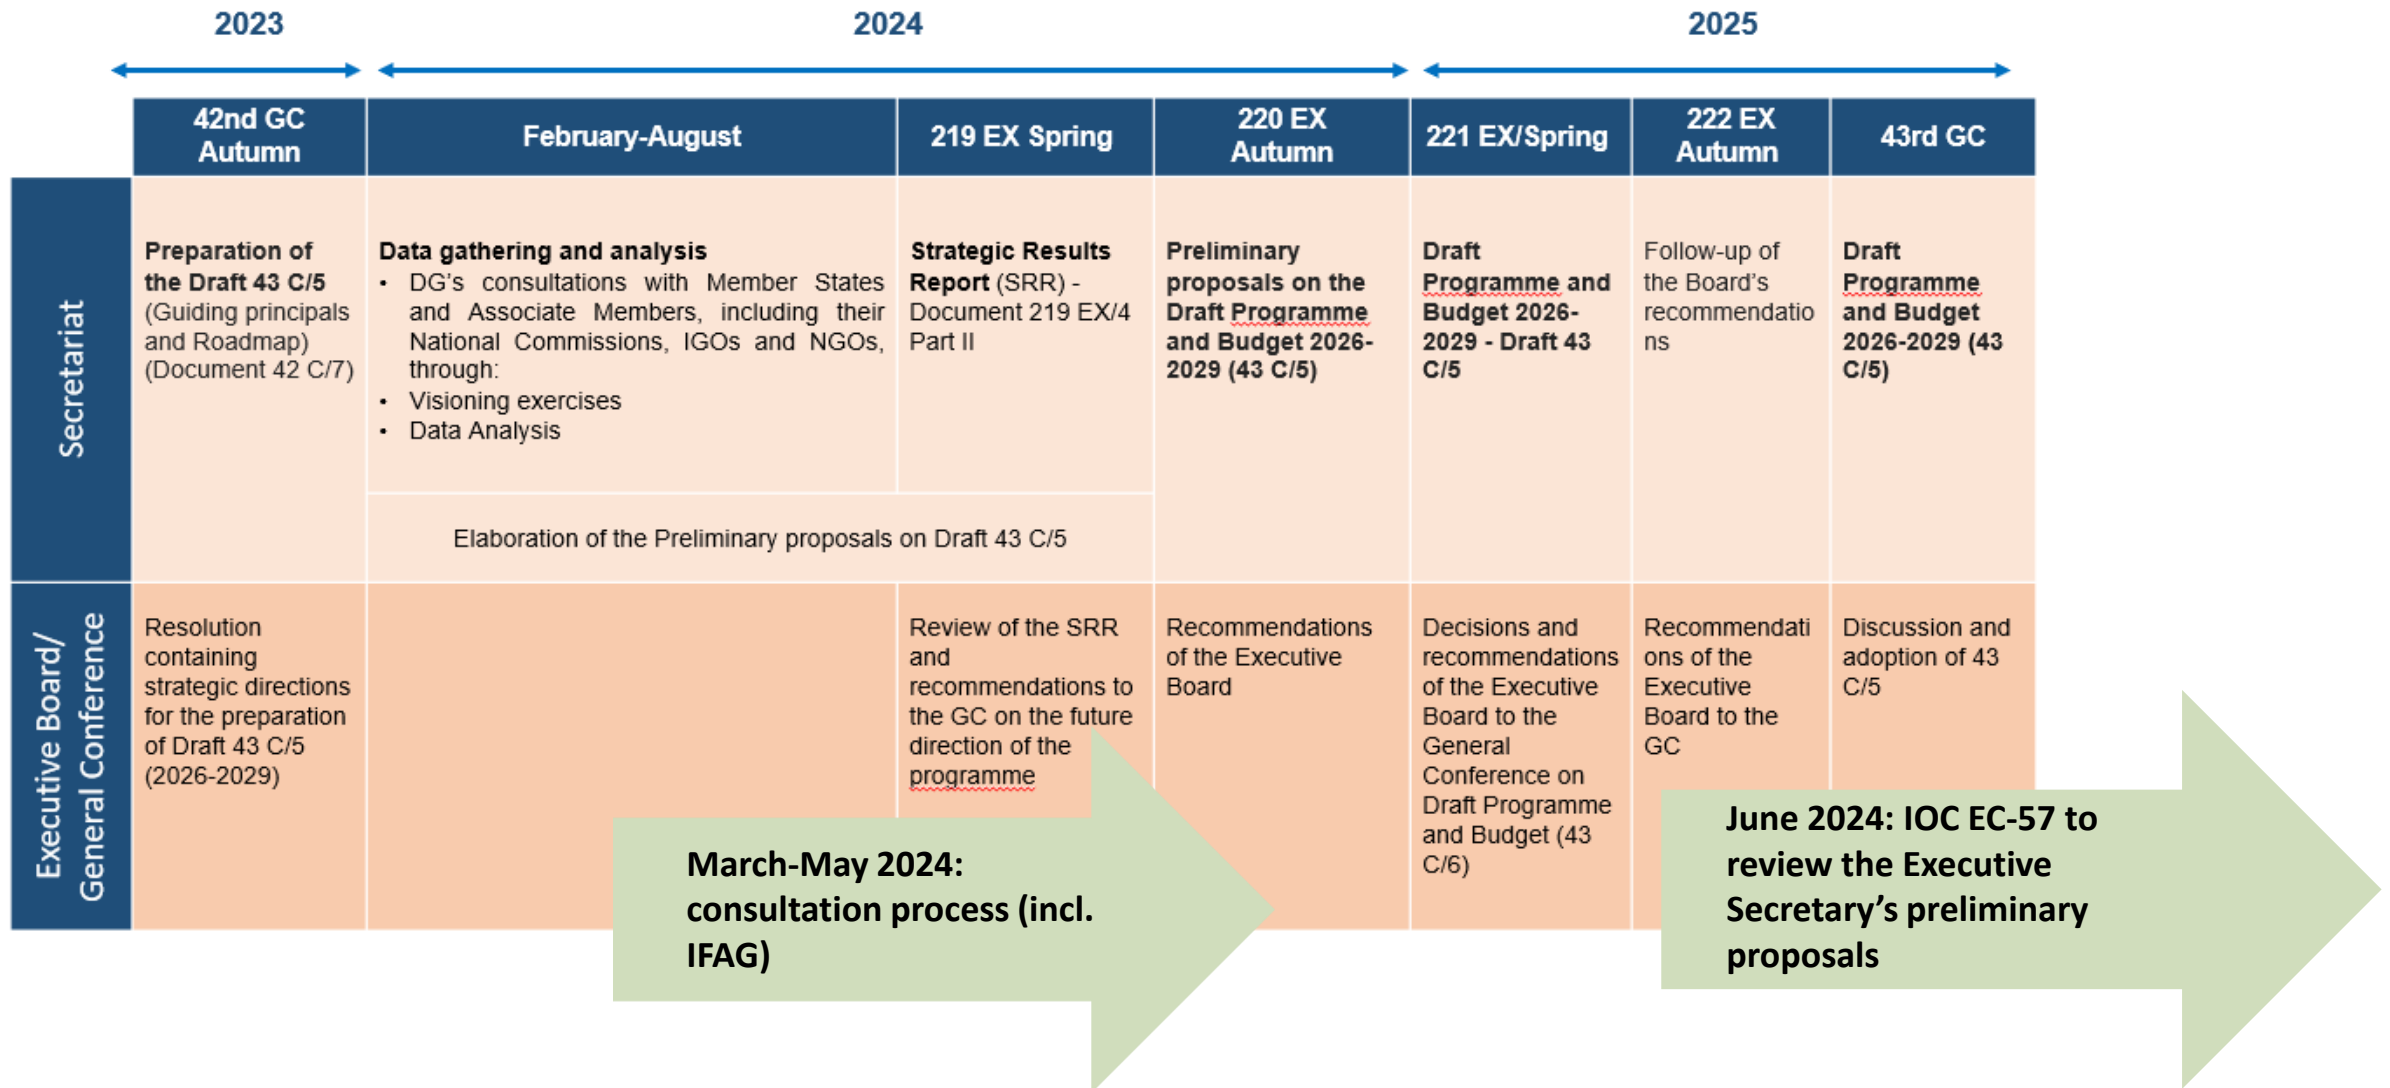 2023
2024
2025
42nd GC
Autumn
February-August
219 EX Spring
220 EX
Autumn
221 EX/Spring
222 EX
Autumn
43rd GC
Secretariat
Preparation of
the Draft 43 C/5
(Guiding principals
and Roadmap)
(Document 42 C/7)
Data gathering and analysis
• DG's consultations with Member States
and Associate Members, including their
National Commissions, IGOs and NGOs,
through:
• Visioning exercises
• Data Analysis
Strategic Results
Report (SRR) -
Document 219 EX/4
Part II
Preliminary
proposals on the
Draft Programme
and Budget 2026-
2029 (43 C/5)
Draft
Programme and
Budget 2026-
2029 - Draft 43
C/5
Follow-up of
the Board's
recommendatio
ns
Draft
Programme
and Budget
2026-2029 (43
C/5)
Elaboration of the Preliminary proposals on Draft 43 C/5
Executive Board/
General Conference
Resolution
containing
strategic directions
for the preparation
of Draft 43 C/5
(2026-2029)
Review of the SRR
and
recommendations to
the GC on the future
direction of the
programme
Recommendations
of the Executive
Board
Decisions and
recommendations
of the Executive
Board to the
General
Conference on
Draft Programme
and Budget (43
C/6)
Recommendati
ons of the
Executive
Board to the
GC
Discussion and
adoption of 43
C/5
March-May 2024:
consultation process (incl.
IFAG)
June 2024: IOC EC-57 to
review the Executive
Secretary's preliminary
proposals